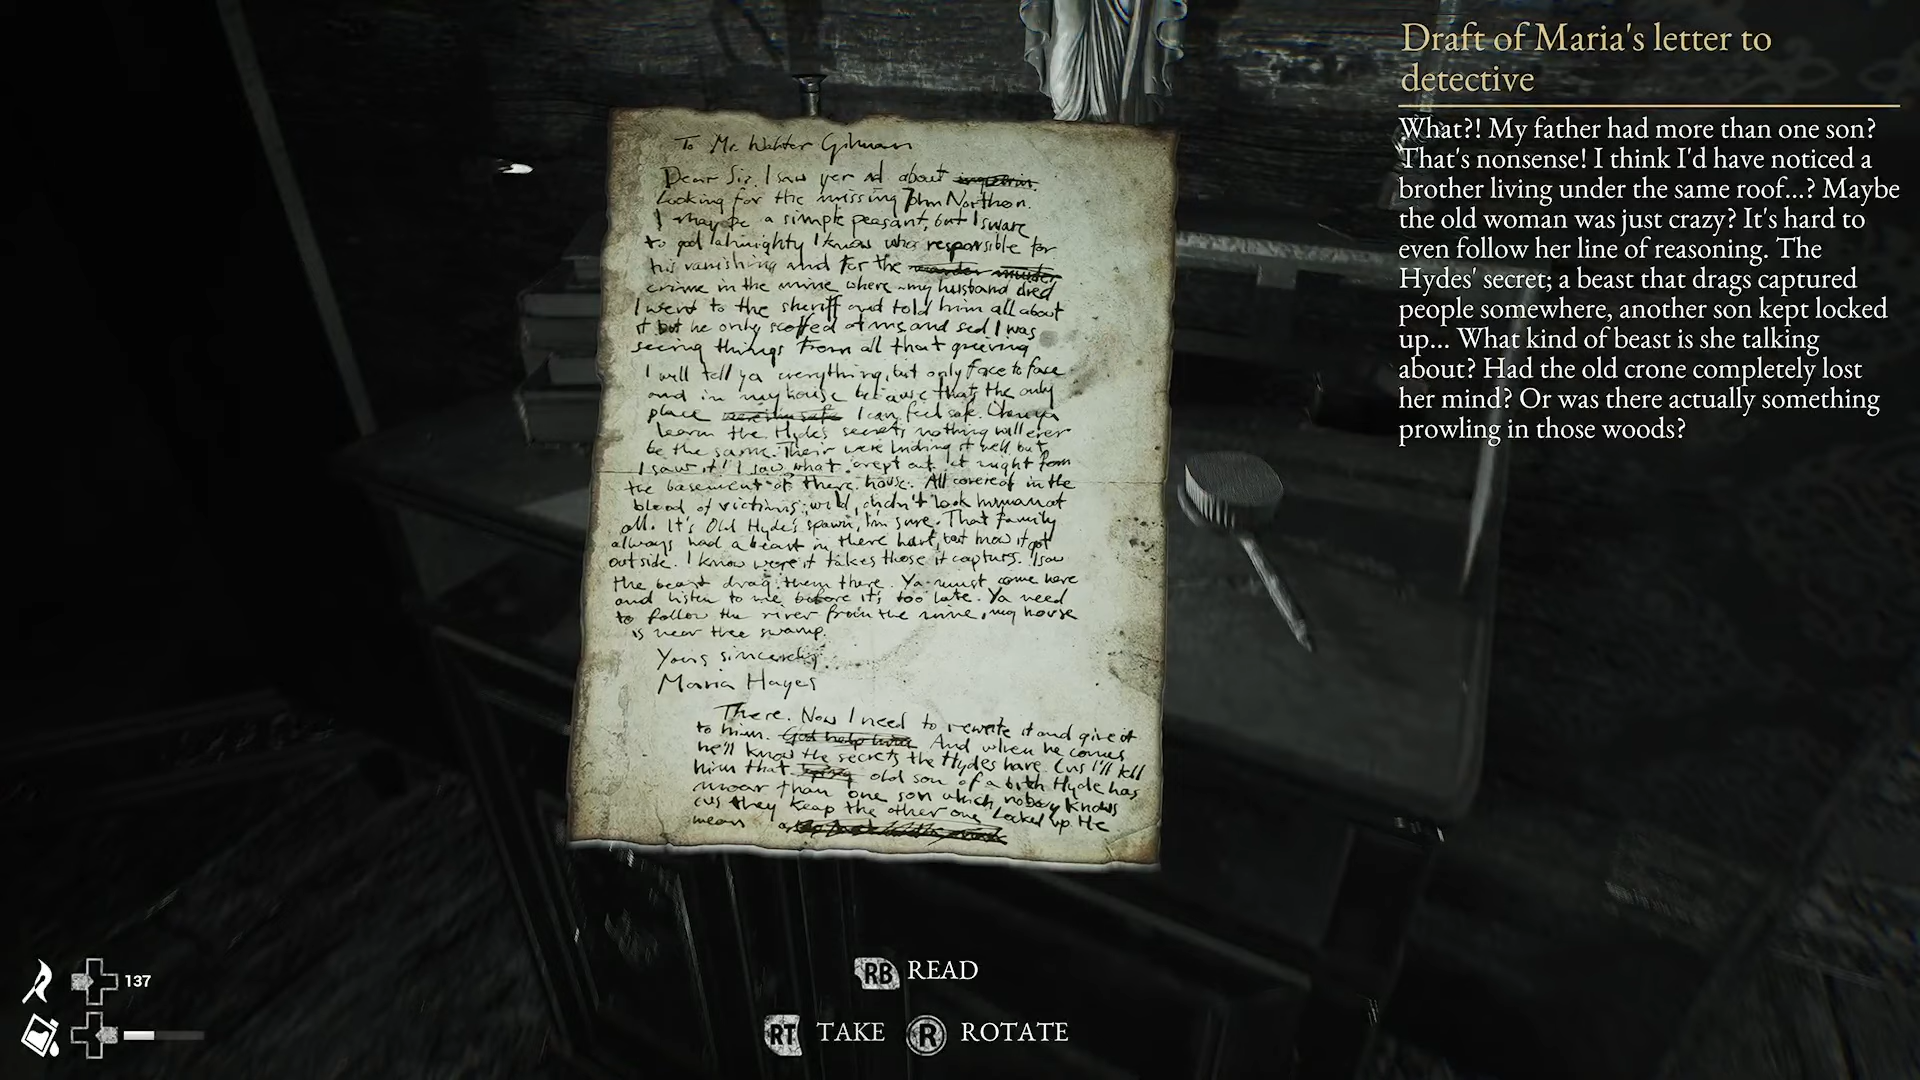 To Mr. Walter Gilman
Dear Sir. I saw yer ad about
Looking for the missing John Northon.
I may be a simple peasant, but I sware
to god almighty I know who responsible for
his vanishing and for the murder murder
crime in the mine where my husband died
I went to the sheriff and told him all about
it but he only scoffed at me and sed I was
seeing things from all that grieving
I will tell ya everything, but only face to face
and in my house because that's the only
place I can feel safe. Once ya
learn the Hyde's secrets nothing will ever
be the same. Their were hiding it well but
I saw it! I saw what crept out at night from
the basement of there house. All covered in the
blood of victims, wild, didn't look human at
all. It's Old Hyde's spawn, I'm sure. That family
always had a beast in there hart, but now it got
outside. I know were it takes those it capturs. I saw
the beast drag them there. Ya must come here
and listen to me before it's too late. Ya need
to follow the river from the mine, my house
is near thee swamp.
Yours sincerely
Maria Hayes
There. Now I need to rewrite it and give it
to him. God help him And when he comes
he'll know the secrets the Hydes have. Cus I'll tell
him that old son of a bitch Hyde has
moar than one son which nobody knows
cus they keap the other one locked up. He
means
Draft of Maria's letter to
detective
What?! My father had more than one son?
That's nonsense! I think I'd have noticed a
brother living under the same roof...? Maybe
the old woman was just crazy? It's hard to
even follow her line of reasoning. The
Hydes' secret; a beast that drags captured
people somewhere, another son kept locked
up... What kind of beast is she talking
about? Had the old crone completely lost
her mind? Or was there actually something
prowling in those woods?
137
RB READ
RT TAKE R ROTATE